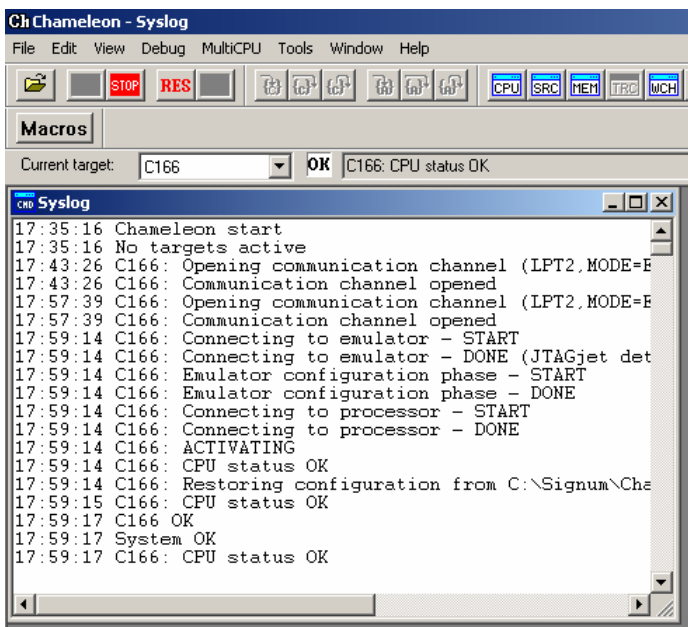 Ch Chameleon - Syslog
File Edit View Debug MultiCPU Tools Window Help
STOP RES CPU SRC MEM TRC WCH
Macros
Current target: C166 OK C166: CPU status OK
CMD Syslog
17:35:16 Chameleon start
17:35:16 No targets active
17:43:26 C166: Opening communication channel (LPT2,MODE=E
17:43:26 C166: Communication channel opened
17:57:39 C166: Opening communication channel (LPT2,MODE=E
17:57:39 C166: Communication channel opened
17:59:14 C166: Connecting to emulator - START
17:59:14 C166: Connecting to emulator - DONE (JTAGjet det
17:59:14 C166: Emulator configuration phase - START
17:59:14 C166: Emulator configuration phase - DONE
17:59:14 C166: Connecting to processor - START
17:59:14 C166: Connecting to processor - DONE
17:59:14 C166: ACTIVATING
17:59:14 C166: CPU status OK
17:59:14 C166: Restoring configuration from C:\Signum\Cha
17:59:15 C166: CPU status OK
17:59:17 C166 OK
17:59:17 System OK
17:59:17 C166: CPU status OK